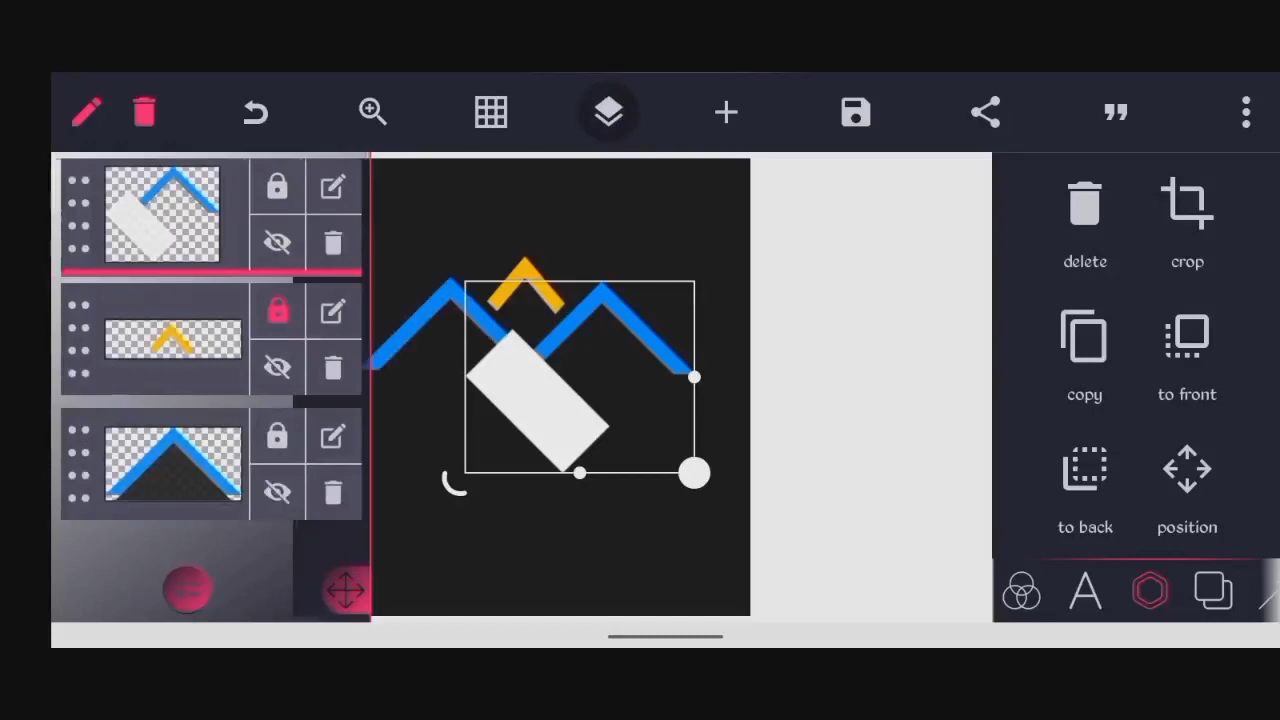 delete
crop
copy
to front
to back
position